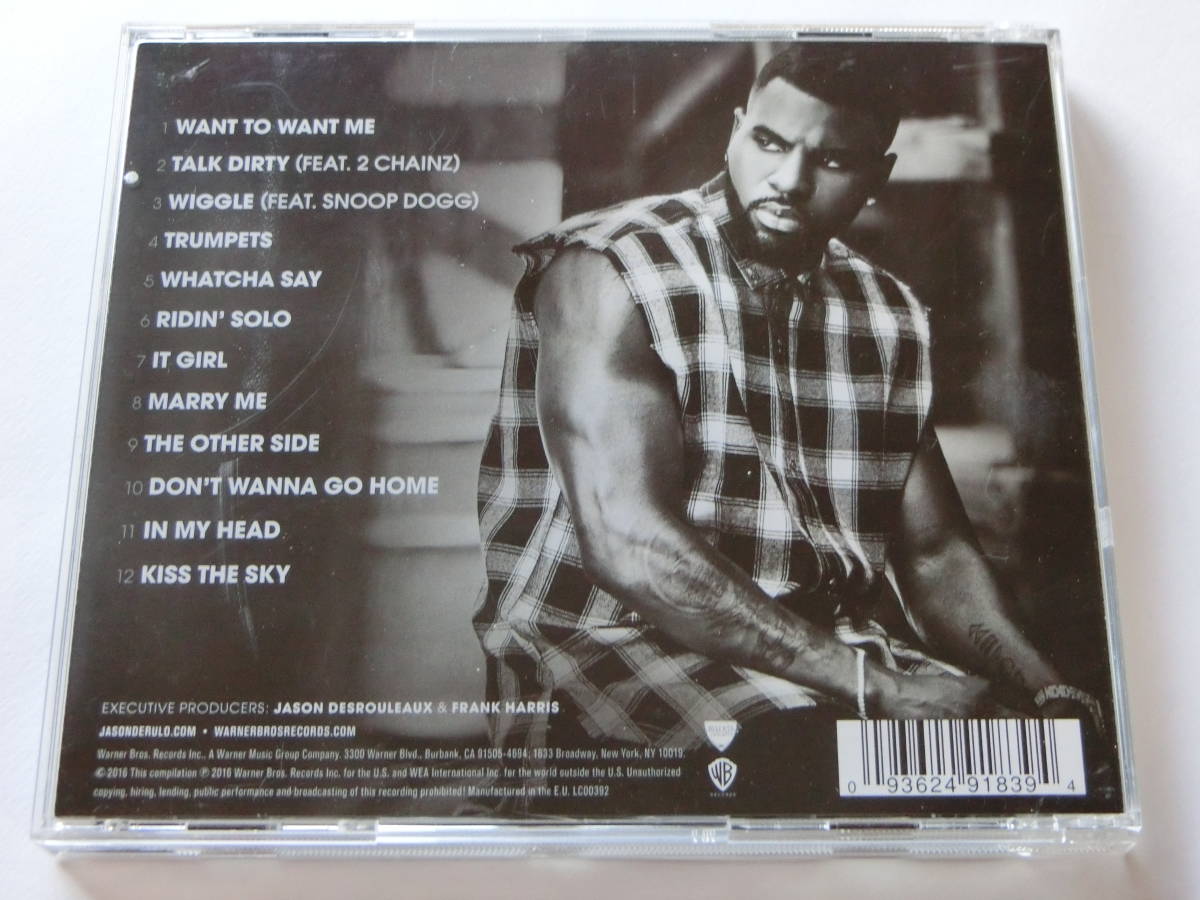 1 WANT TO WANT ME
2 TALK DIRTY (FEAT. 2 CHAINZ)
3 WIGGLE (FEAT. SNOOP DOGG)
4 TRUMPETS
5 WHATCHA SAY
6 RIDIN' SOLO
7 IT GIRL
8 MARRY ME
9 THE OTHER SIDE
10 DON'T WANNA GO HOME
11 IN MY HEAD
12 KISS THE SKY
EXECUTIVE PRODUCERS: JASON DESROULEAUX & FRANK HARRIS
JASONDERULO.COM • WARNERBROSRECORDS.COM
Warner Bros. Records Inc., A Warner Music Group Company. 3300 Warner Blvd., Burbank, CA 91505-4694; 1633 Broadway, New York, NY 10019.
© 2016 This compilation ℗ 2016 Warner Bros. Records Inc. for the U.S. and WEA International Inc. for the world outside the U.S. Unauthorized
copying, hiring, lending, public performance and broadcasting of this recording prohibited! Manufactured in the E.U. LC00392
WB
RECORDS
0 93624 91839 4